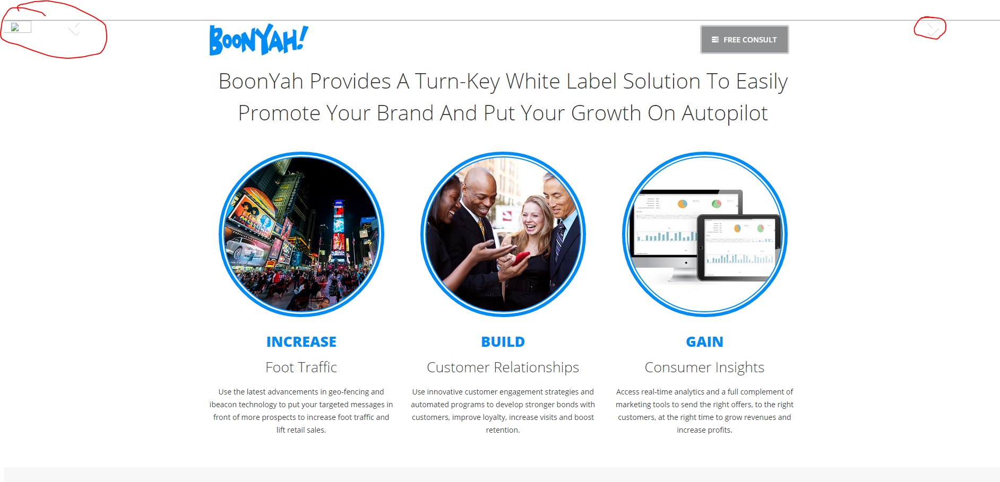 BOONYAH!
FREE CONSULT
BoonYah Provides A Turn-Key White Label Solution To Easily
Promote Your Brand And Put Your Growth On Autopilot
MOTOWN
CHRYSLER
INCREASE
BUILD
GAIN
Foot Traffic
Customer Relationships
Consumer Insights
Use the latest advancements in geo-fencing and
ibeacon technology to put your targeted messages in
front of more prospects to increase foot traffic and
lift retail sales.
Use innovative customer engagement strategies and
automated programs to develop stronger bonds with
customers, improve loyalty, increase visits and boost
retention.
Access real-time analytics and a full complement of
marketing tools to send the right offers, to the right
customers, at the right time to grow revenues and
increase profits.